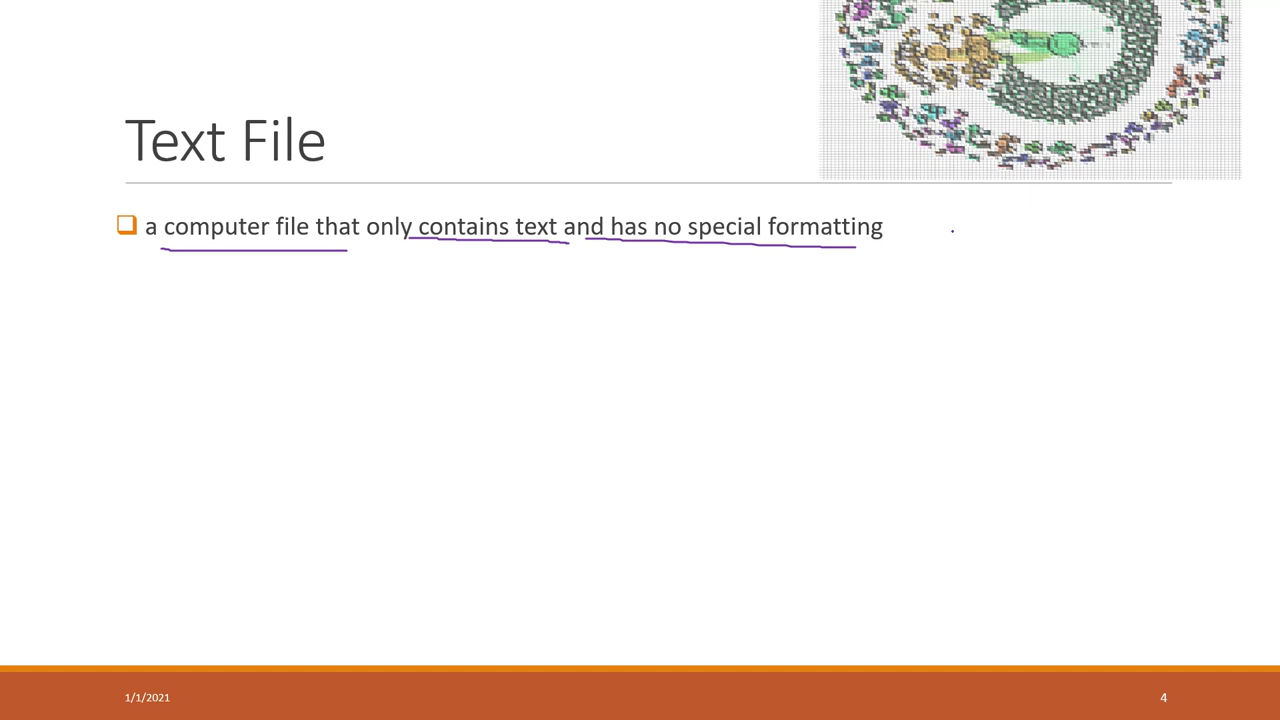 Text File
a computer file that only contains text and has no special formatting
1/1/2021
4